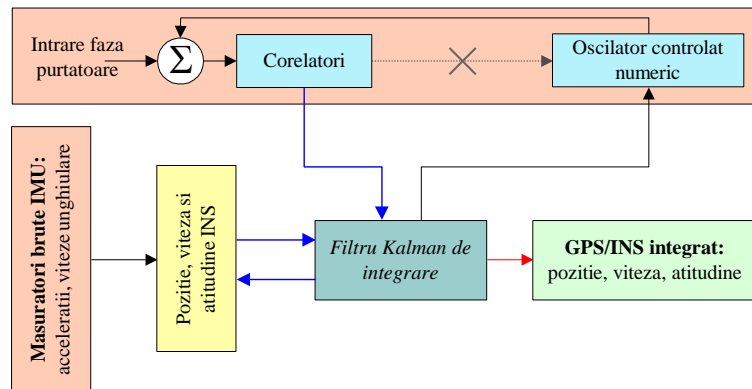 Intrare faza
purtatoare
Σ
Corelatori
Oscilator controlat
numeric
Masuratori brute IMU:
acceleratii, viteze unghiulare
Pozitie, viteza si
atitudine INS
Filtru Kalman de
integrare
GPS/INS integrat:
pozitie, viteza, atitudine